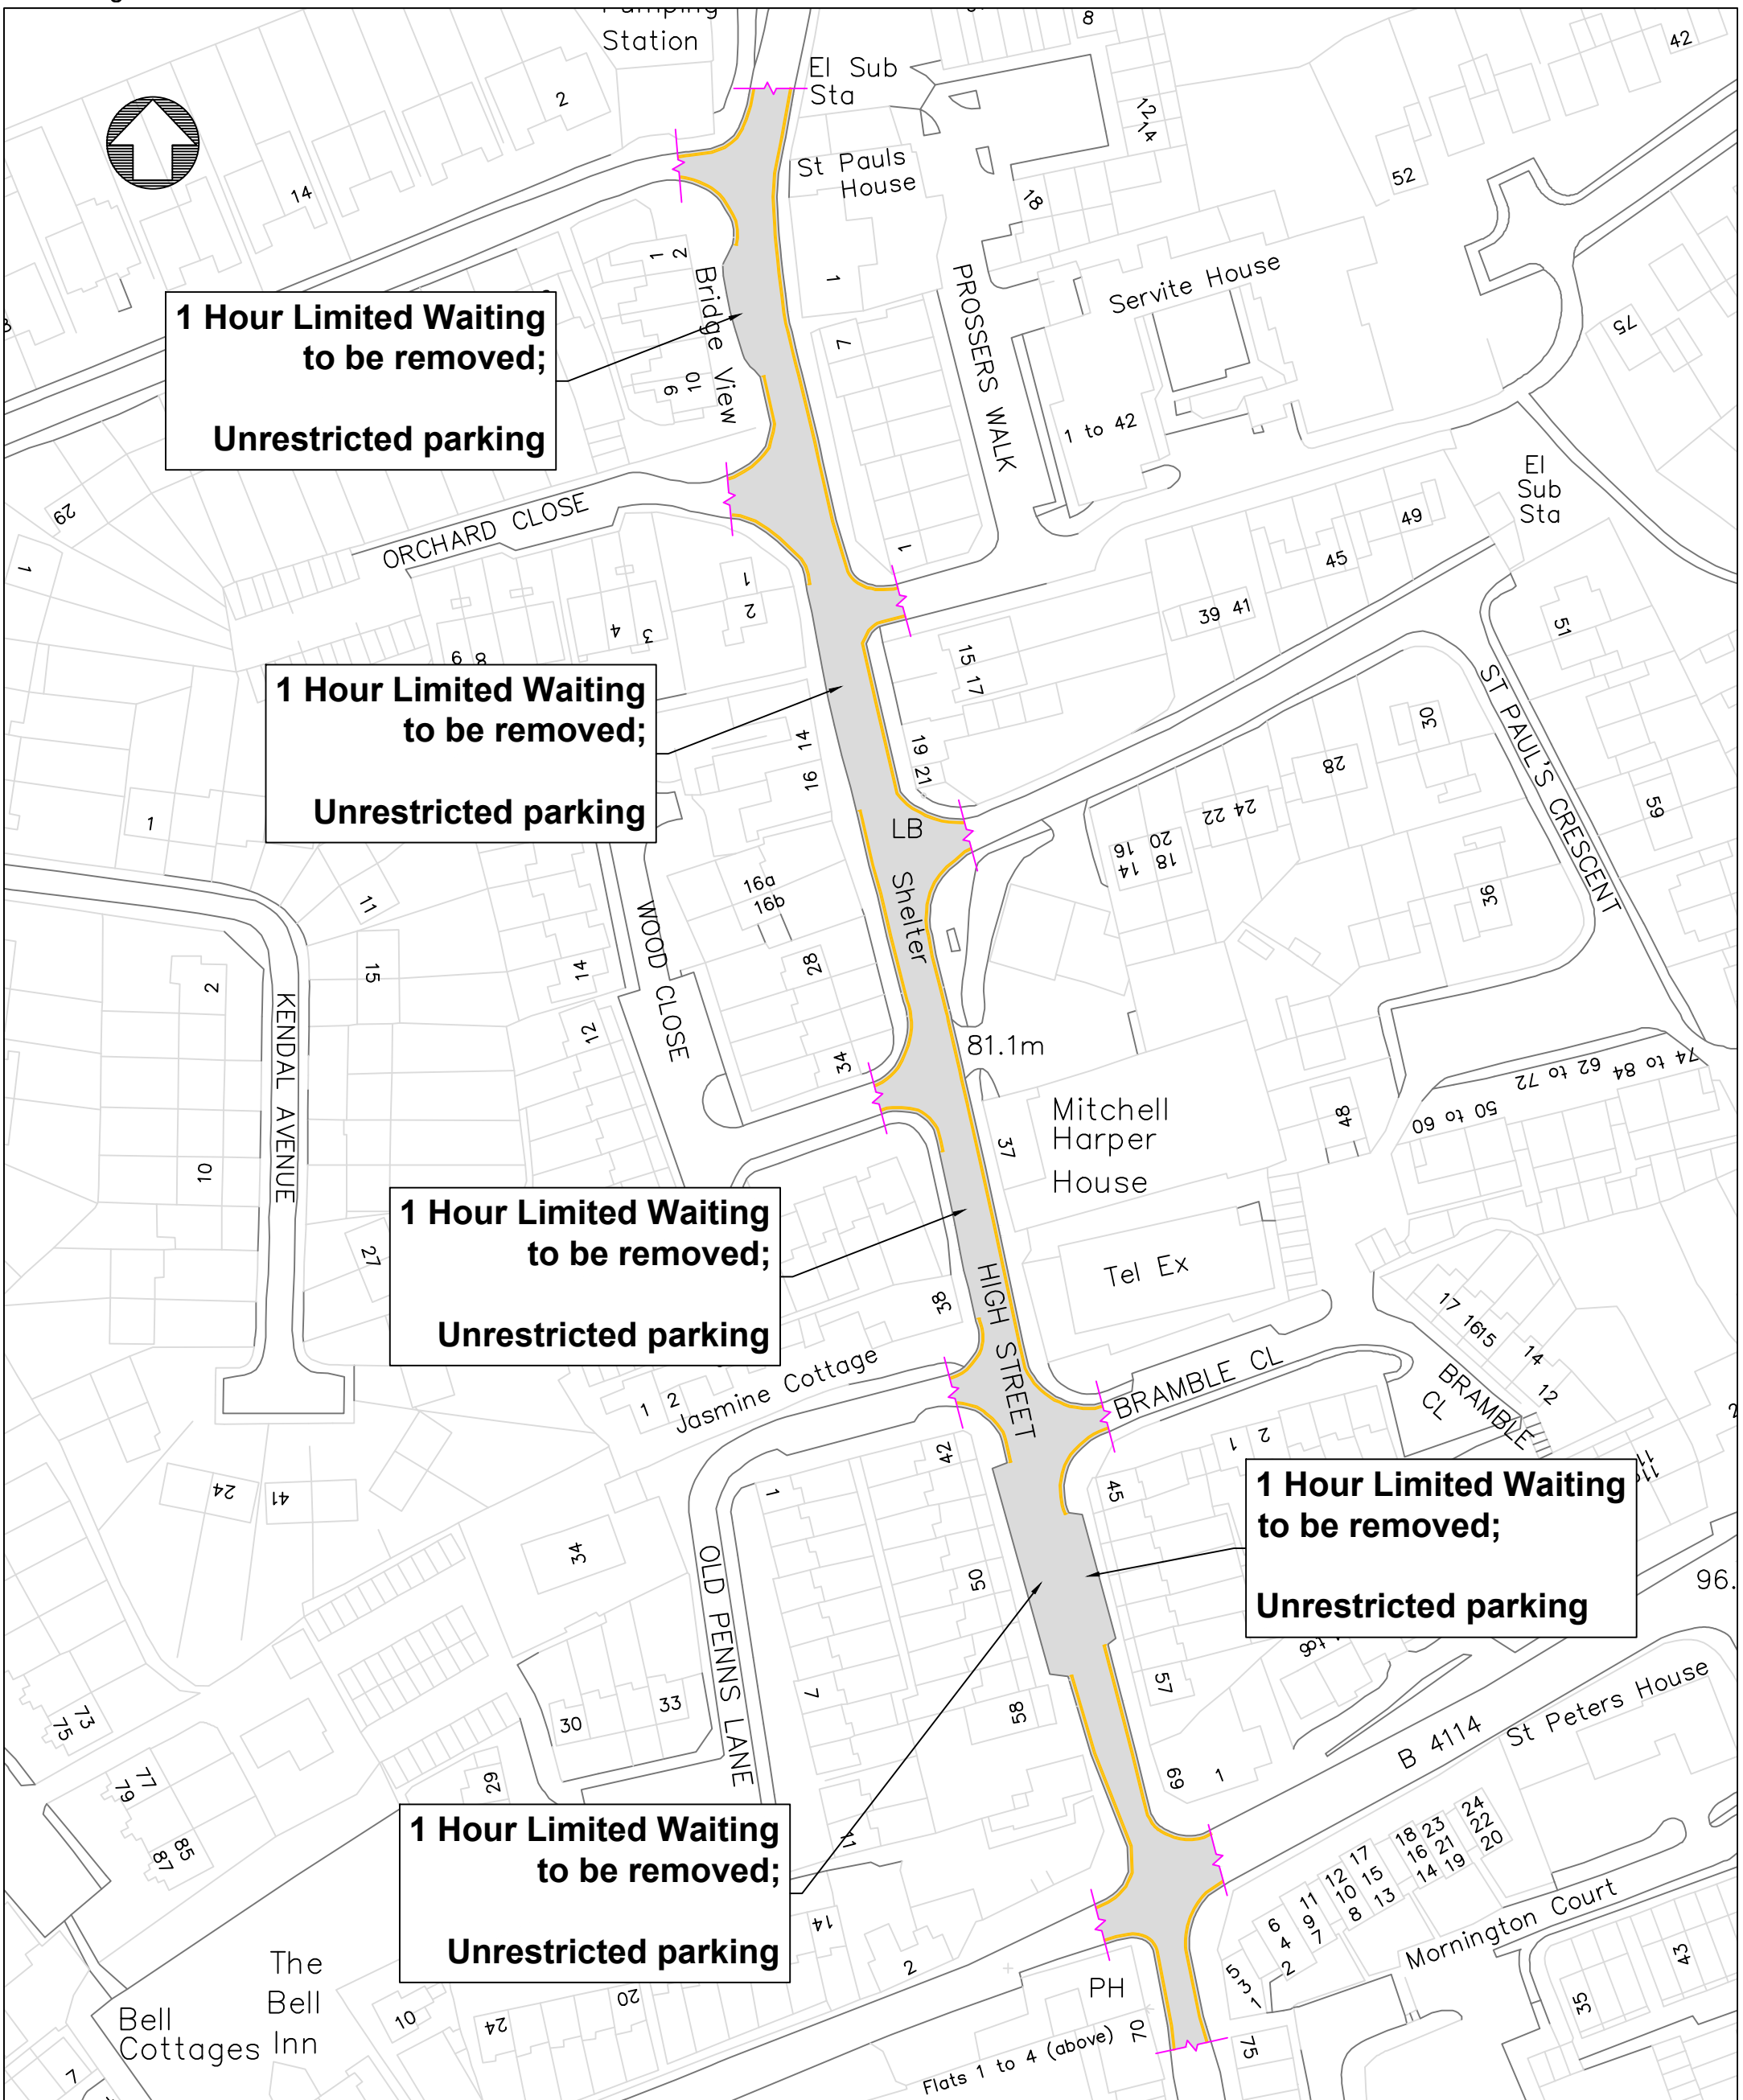 Station
El Sub
Sta
8
42
2
12
14
St Pauls
House
14
52
18
1
2
Bridge View
1
PROSSERS WALK
Servite House
75
1 Hour Limited Waiting
to be removed;
Unrestricted parking
7
9
10
1 to 42
29
ORCHARD CLOSE
El
Sub
Sta
49
45
1
1
1
2
39 41
51
4
3
6
8
15 17
ST PAUL'S CRESCENT
1 Hour Limited Waiting
to be removed;
Unrestricted parking
14
16
19 21
30
28
59
1
LB
Shelter
22 24
16 20
14 18
11
16a
16b
36
WOOD CLOSE
15
14
28
2
KENDAL AVENUE
12
34
81.1m
Mitchell
Harper
House
37
48
50 to 60
62 to 72
74 to 84
10
27
1 Hour Limited Waiting
to be removed;
Unrestricted parking
Tel Ex
38
HIGH STREET
17 16 15
14
12
Jasmine Cottage
1 2
BRAMBLE CL
BRAMBLE
CL
42
1
2
45
24
41
1
34
OLD PENNS LANE
50
1 Hour Limited Waiting
to be removed;
Unrestricted parking
96.
73
75
30
33
7
58
57
B 4114
St Peters House
77
79
29
69
1
85
87
1 Hour Limited Waiting
to be removed;
Unrestricted parking
11
14
2
24
22
20
18 23
16 21
14 19
17
12 15
10 13
8
11
9
7
6
4
2
5
3
1
Mornington Court
43
35
The
Bell
Inn
Bell
Cottages
10
24
20
PH
70
75
Flats 1 to 4 (above)
7